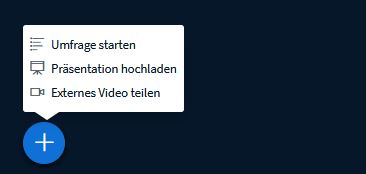 Umfrage starten
Präsentation hochladen
Externes Video teilen